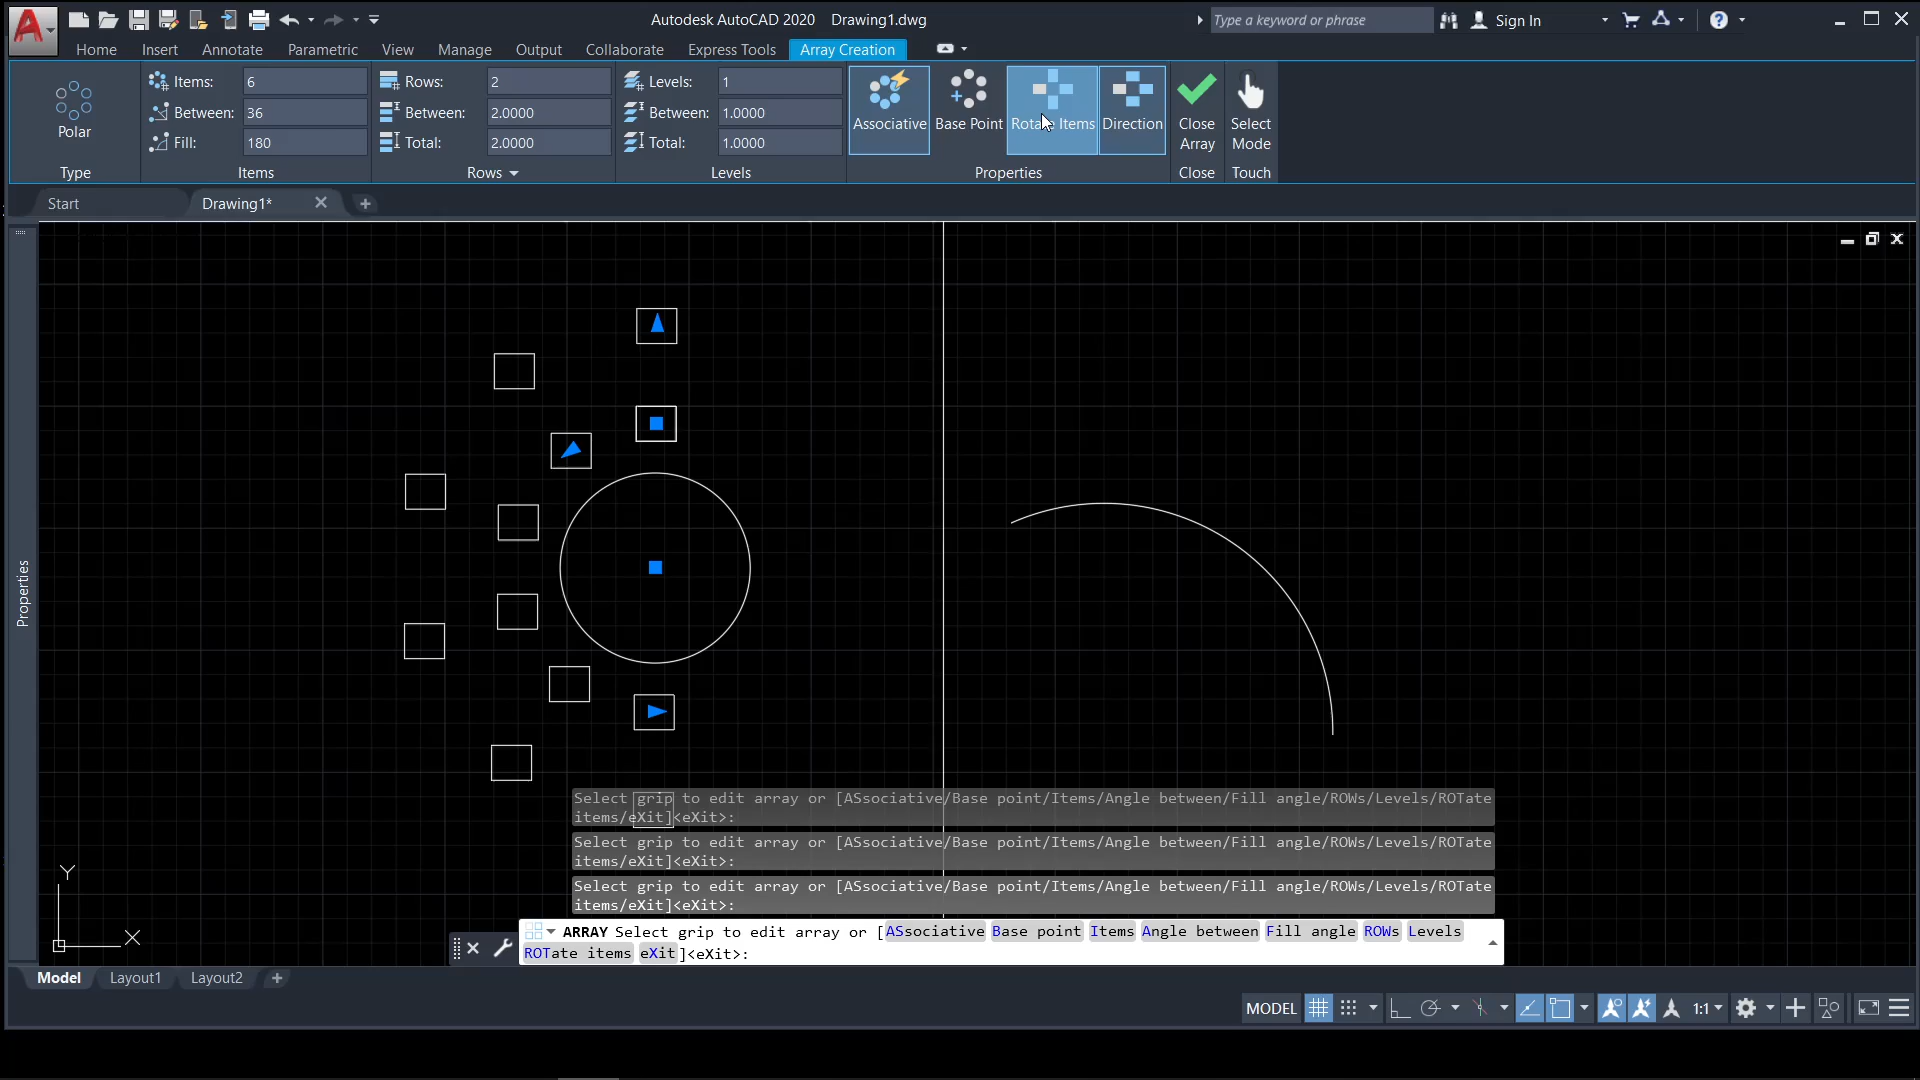 Autodesk AutoCAD 2020 Drawing1.dwg
Type a keyword or phrase
Sign In
Home Insert Annotate Parametric View Manage Output Collaborate Express Tools Array Creation
Polar
Type
Items: 6
Between: 36
Fill: 180
Items
Rows: 2
Between: 2.0000
Total: 2.0000
Rows
Levels: 1
Between: 1.0000
Total: 1.0000
Levels
Associative Base Point Rotate Items Direction
Properties
Close
Array
Close
Select
Mode
Touch
Start Drawing1*
Properties
Y
X
Select grip to edit array or [ASsociative/Base point/Items/Angle between/Fill angle/ROWs/Levels/ROTate
items/eXit]<eXit>:
Select grip to edit array or [ASsociative/Base point/Items/Angle between/Fill angle/ROWs/Levels/ROTate
items/eXit]<eXit>:
Select grip to edit array or [ASsociative/Base point/Items/Angle between/Fill angle/ROWs/Levels/ROTate
items/eXit]<eXit>:
ARRAY Select grip to edit array or [ASsociative Base point Items Angle between Fill angle ROWs Levels
ROTate items eXit]<eXit>:
Model Layout1 Layout2
MODEL 1:1